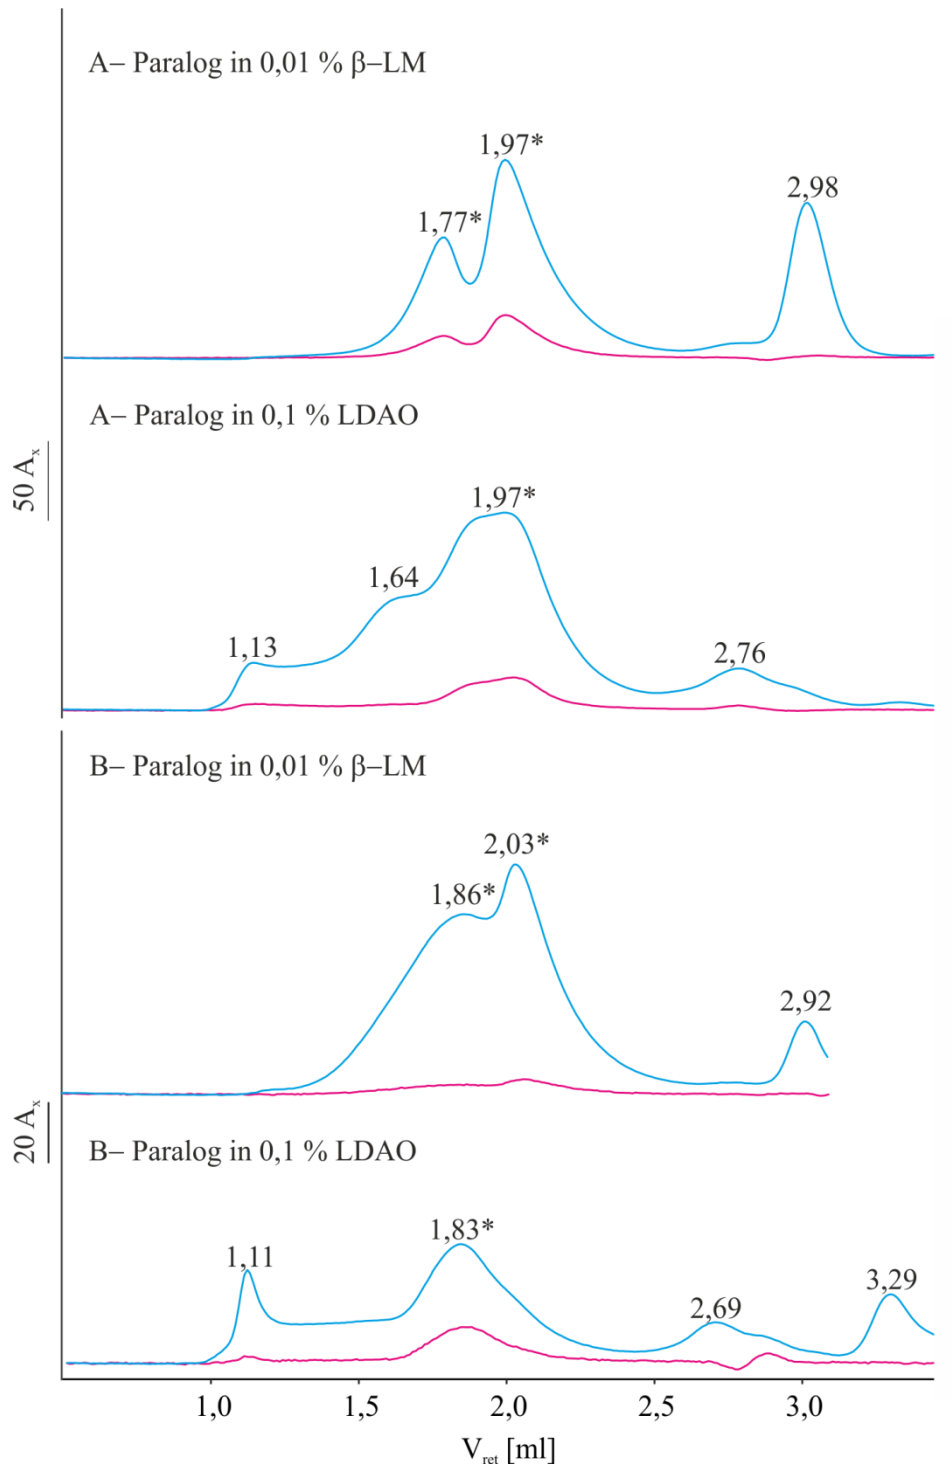 A– Paralog in 0,01 % β–LM
1,97*
1,77*
2,98
A– Paralog in 0,1 % LDAO
50 Aₓ
1,97*
1,64
1,13
2,76
B– Paralog in 0,01 % β–LM
2,03*
1,86*
2,92
20 Aₓ
B– Paralog in 0,1 % LDAO
1,83*
1,11
3,29
2,69
1,0 1,5 2,0 2,5 3,0
V_ret [ml]